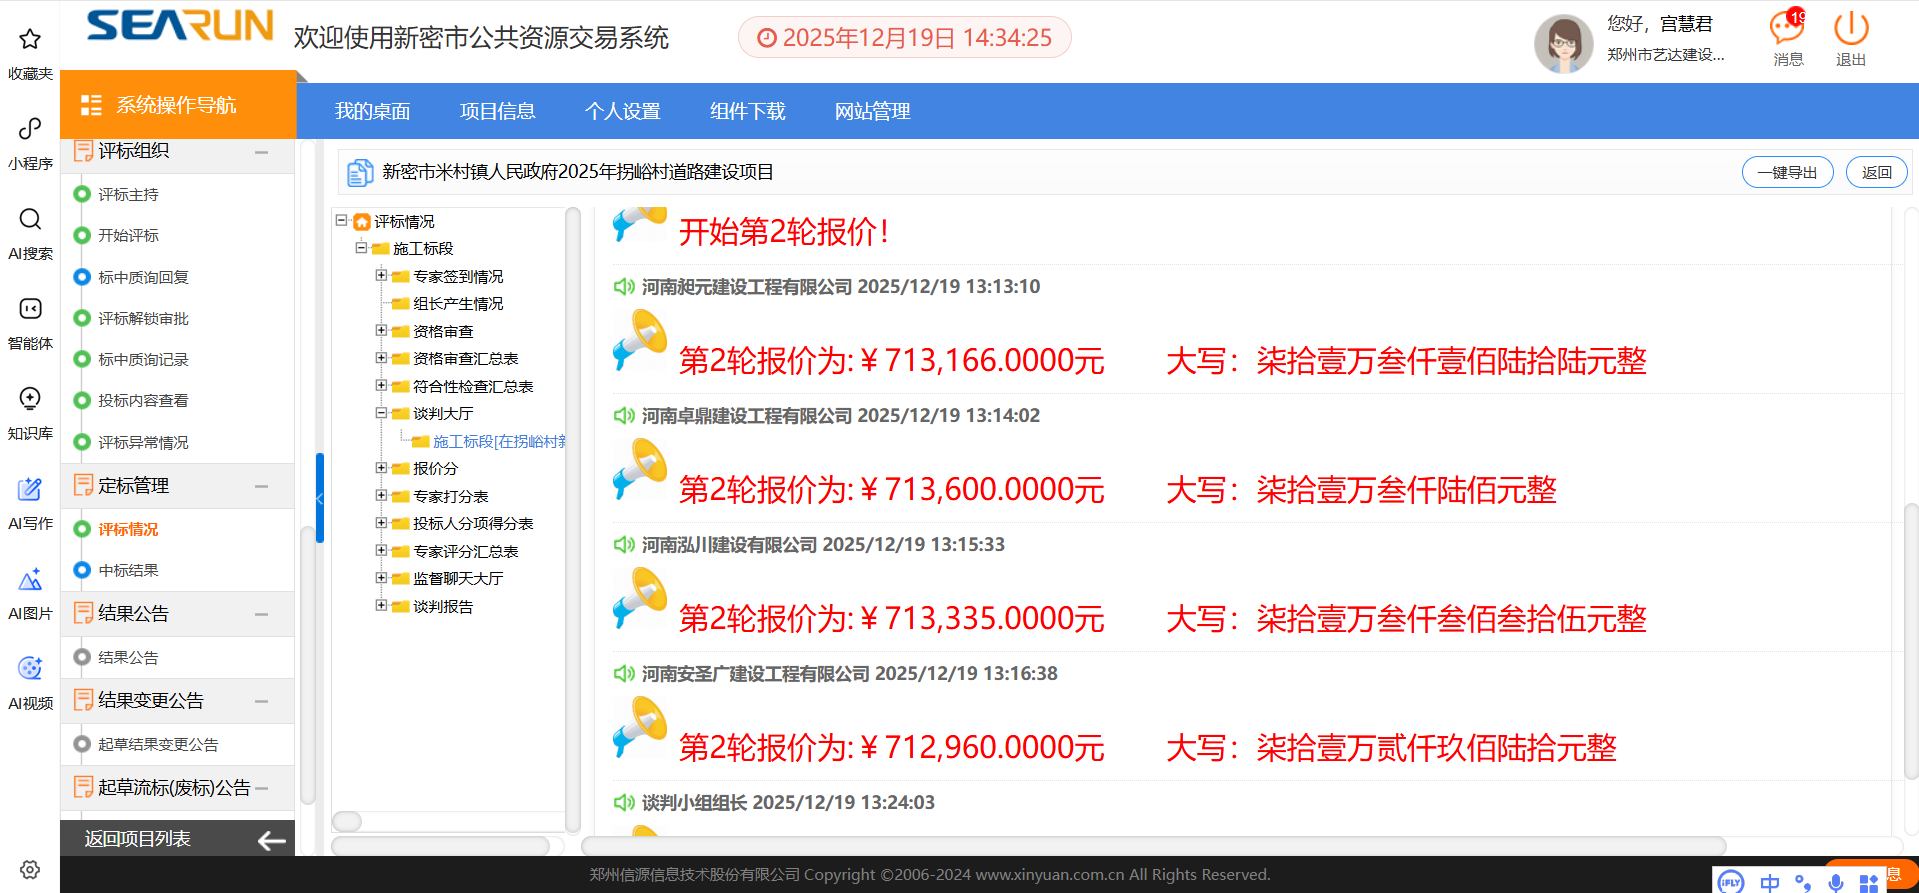 SEARUN
欢迎使用新密市公共资源交易系统
2025年12月19日 14:34:25
您好，宫慧君
郑州市艺达建设...
19
消息
退出
收藏夹
小程序
AI搜索
智能体
知识库
AI写作
AI图片
AI视频
系统操作导航
我的桌面
项目信息
个人设置
组件下载
网站管理
评标组织
评标主持
开始评标
标中质询回复
评标解锁审批
标中质询记录
投标内容查看
评标异常情况
定标管理
评标情况
中标结果
结果公告
结果公告
结果变更公告
起草结果变更公告
起草流标(废标)公告
返回项目列表
新密市米村镇人民政府2025年拐峪村道路建设项目
一键导出
返回
评标情况
施工标段
专家签到情况
组长产生情况
资格审查
资格审查汇总表
符合性检查汇总表
谈判大厅
施工标段[在拐峪村新
报价分
专家打分表
投标人分项得分表
专家评分汇总表
监督聊天大厅
谈判报告
开始第2轮报价！
河南昶元建设工程有限公司 2025/12/19 13:13:10
第2轮报价为:￥713,166.0000元 大写：柒拾壹万叁仟壹佰陆拾陆元整
河南卓鼎建设工程有限公司 2025/12/19 13:14:02
第2轮报价为:￥713,600.0000元 大写：柒拾壹万叁仟陆佰元整
河南泓川建设有限公司 2025/12/19 13:15:33
第2轮报价为:￥713,335.0000元 大写：柒拾壹万叁仟叁佰叁拾伍元整
河南安圣广建设工程有限公司 2025/12/19 13:16:38
第2轮报价为:￥712,960.0000元 大写：柒拾壹万贰仟玖佰陆拾元整
谈判小组组长 2025/12/19 13:24:03
郑州信源信息技术股份有限公司 Copyright ©2006-2024 www.xinyuan.com.cn All Rights Reserved.
iFLY
中
息